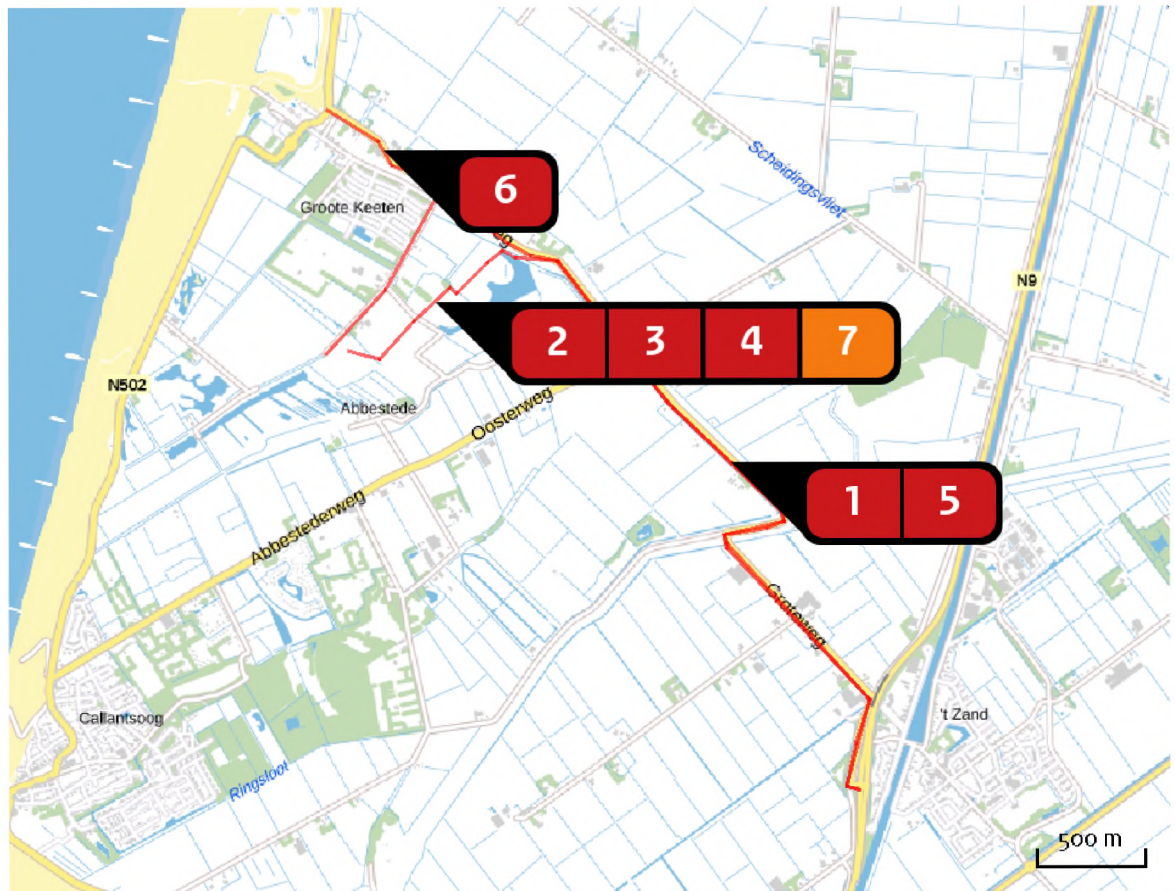 Scheidingsvliet
6
Groote Keeten
N9
2 3 4 7
N502
Abbestede
Oosterweg
1 5
Abbestederweg
Groteweg
Callantsoog
't Zand
Ringsloot
500 m